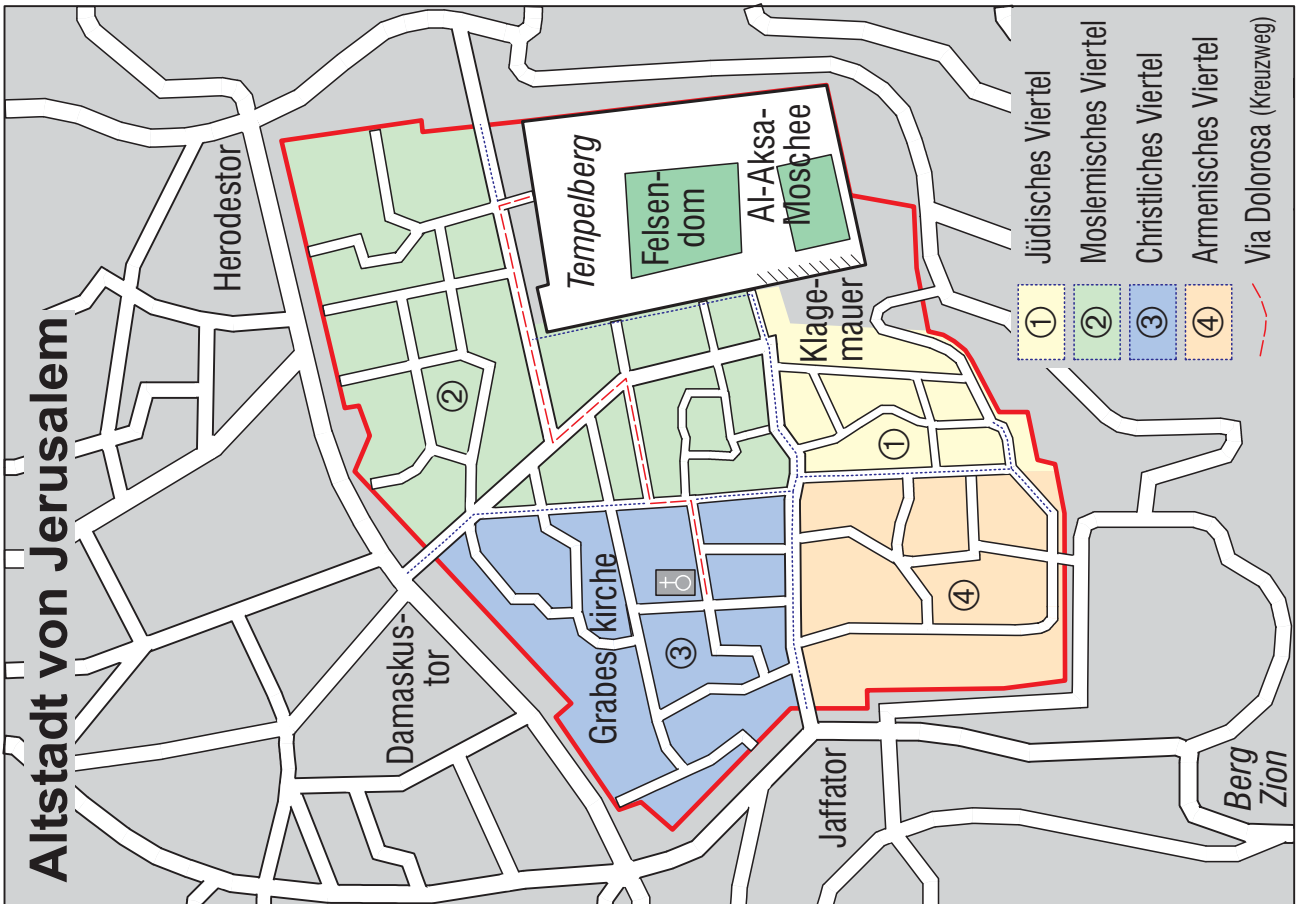 Altstadt von Jerusalem
Herodestor
Damaskus-
tor
Jaffator
Berg
Zion
Tempelberg
Felsen-
dom
Al-Aksa-
Moschee
Klage-
mauer
Grabeskirche
②
①
③
④
① Jüdisches Viertel
② Moslemisches Viertel
③ Christliches Viertel
④ Armenisches Viertel
Via Dolorosa (Kreuzweg)